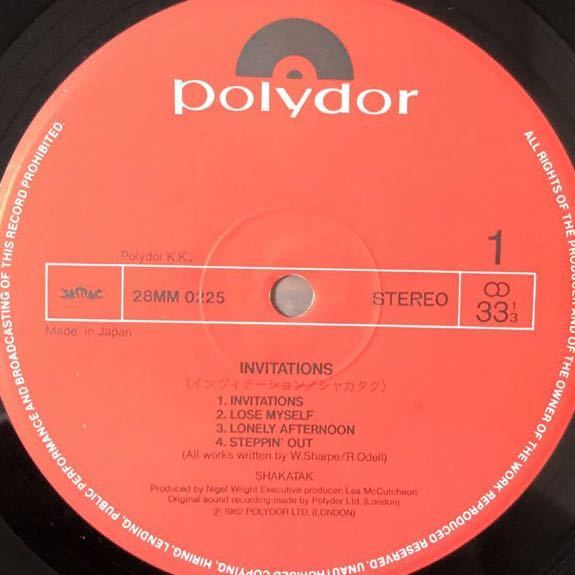 polydor
1
Polydor K.K.,
JASRAC
28MM 0225
STEREO
33 1/3
Made in Japan
INVITATIONS
(インヴィテーション/シャカタク)
1. INVITATIONS
2. LOSE MYSELF
3. LONELY AFTERNOON
4. STEPPIN' OUT
(All works written by W.Sharpe/R.Odell)
SHAKATAK
Produced by Nigel Wright Executive producer: Les McCutcheon
Original sound recording made by Polydor Ltd. (London)
℗ 1982 POLYDOR LTD. (LONDON)
ALL RIGHTS OF THE MANUFACTURER AND OF THE OWNER OF THE WORK REPRODUCED RESERVED. UNAUTHORISED COPYING, HIRING, LENDING, PUBLIC PERFORMANCE AND BROADCASTING OF THIS RECORD PROHIBITED.